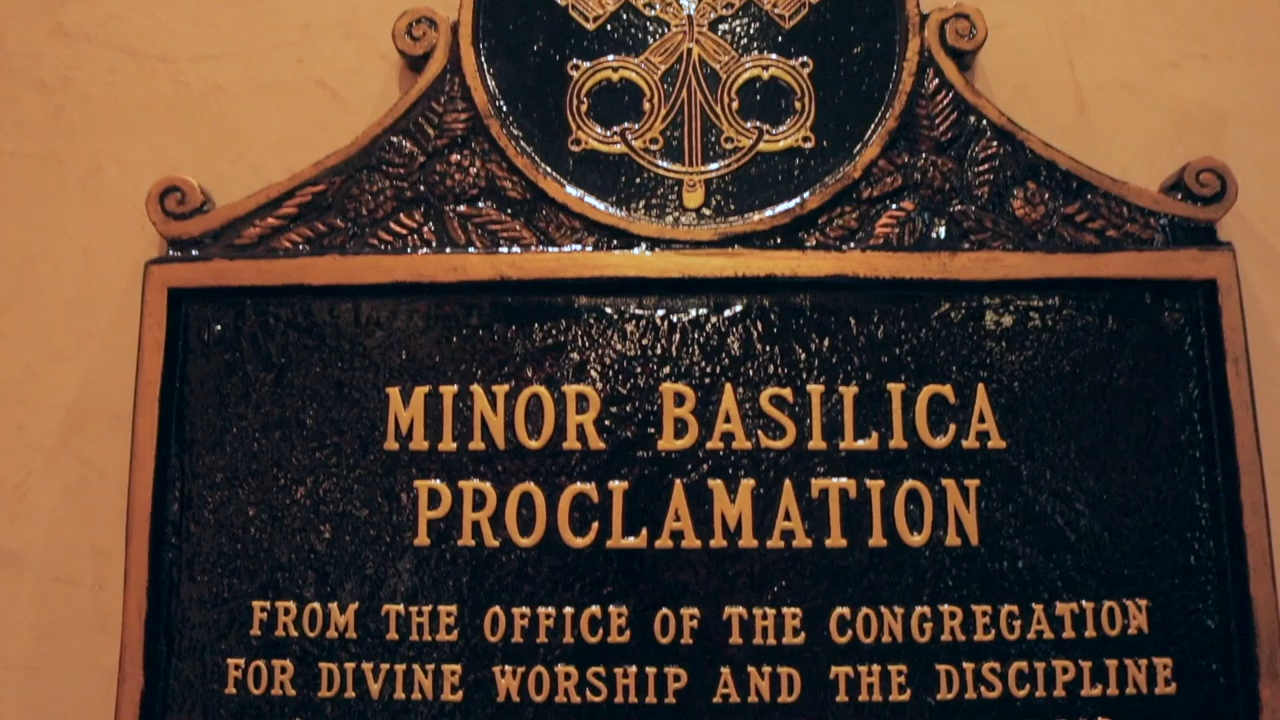 MINOR BASILICA
PROCLAMATION
FROM THE OFFICE OF THE CONGREGATION
FOR DIVINE WORSHIP AND THE DISCIPLINE